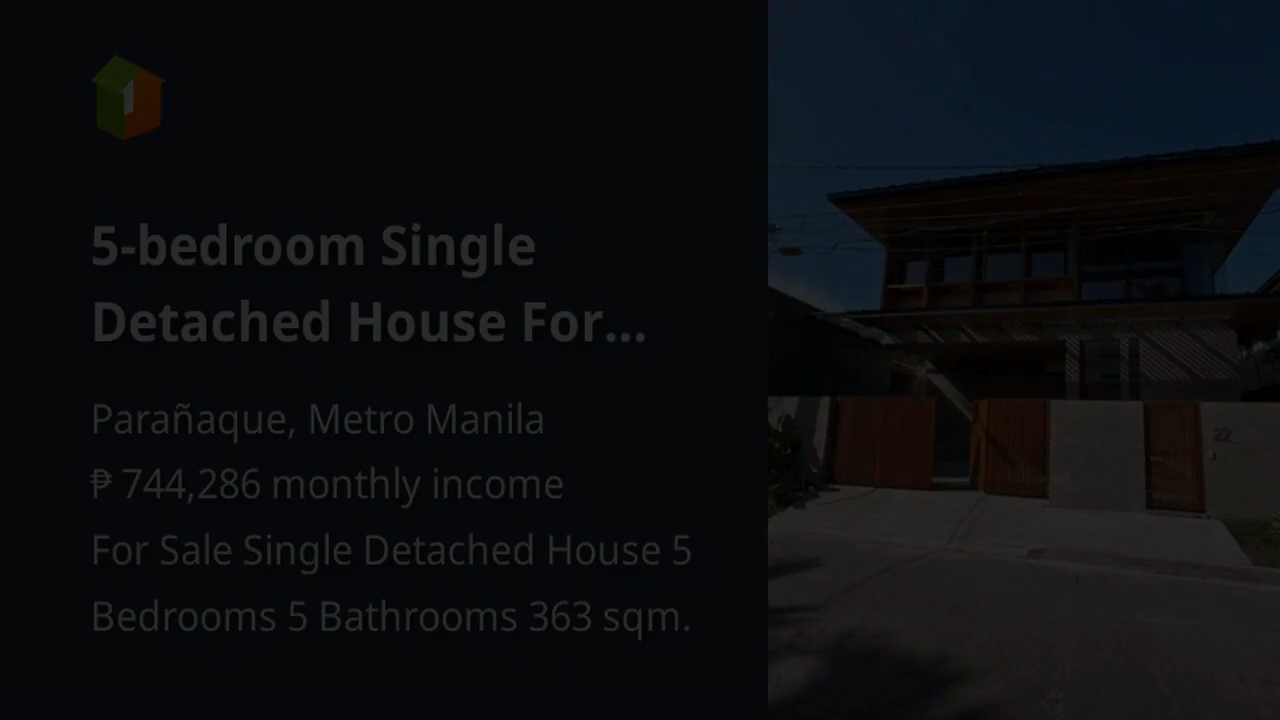 5-bedroom Single
Detached House For...
Parañaque, Metro Manila
₱ 744,286 monthly income
For Sale Single Detached House 5
Bedrooms 5 Bathrooms 363 sqm.
22